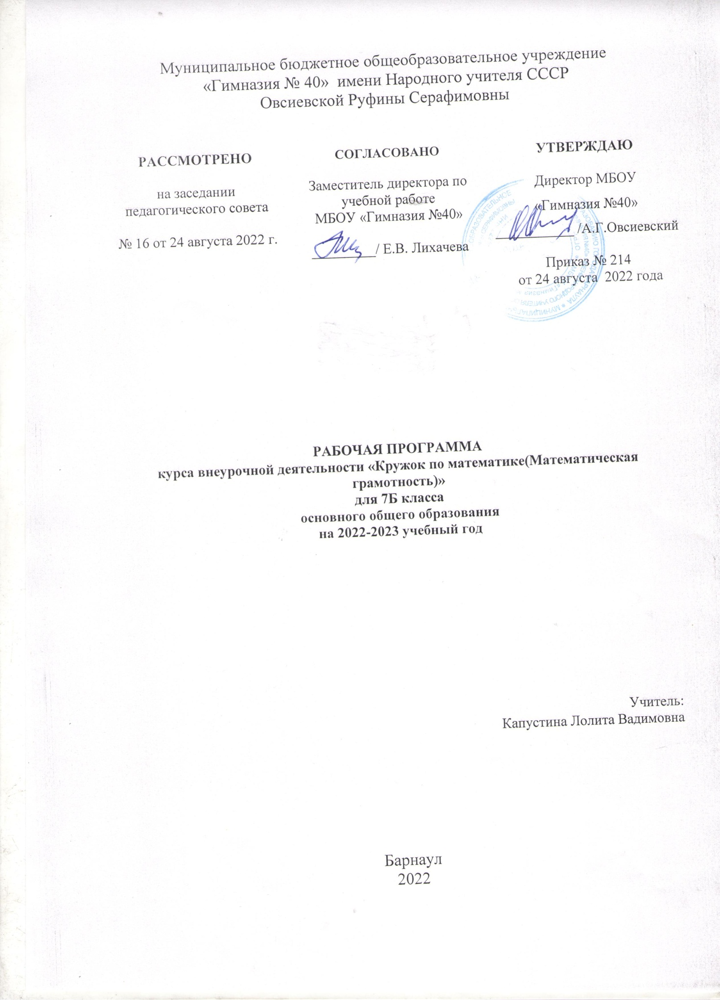 Муниципальное бюджетное общеобразовательное учреждение
«Гимназия № 40» имени Народного учителя СССР
Овсиевской Руфины Серафимовны
РАССМОТРЕНО
на заседании
педагогического совета
№ 16 от 24 августа 2022 г.
СОГЛАСОВАНО
Заместитель директора по
учебной работе
МБОУ «Гимназия №40»
_________/ Е.В. Лихачева
УТВЕРЖДАЮ
Директор МБОУ
«Гимназия №40»
___________/А.Г.Овсиевский
Приказ № 214
от 24 августа 2022 года
РАБОЧАЯ ПРОГРАММА
курса внеурочной деятельности «Кружок по математике(Математическая
грамотность)»
для 7Б класса
основного общего образования
на 2022-2023 учебный год
Учитель:
Капустина Лолита Вадимовна
Барнаул
2022